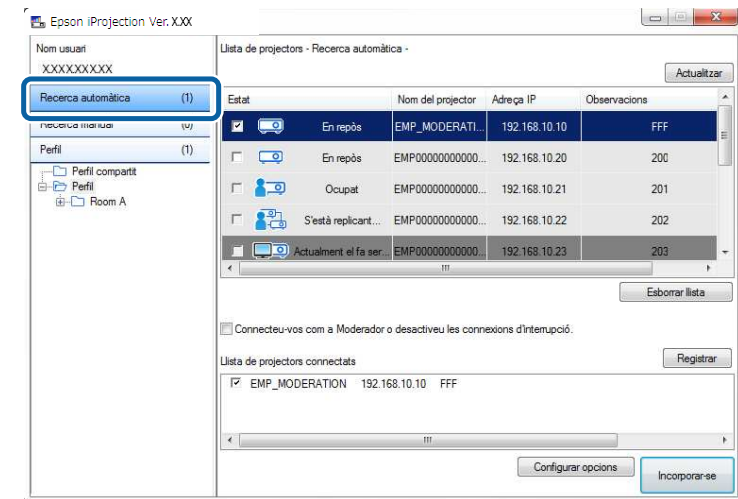 Epson iProjection Ver. X.XX
Nom usuari
XXXXXXXXX
Recerca automàtica (1)
Recerca manual (0)
Perfil (1)
Perfil compartit
Perfil
Room A
Llista de projectors - Recerca automàtica -
Actualitzar
Estat Nom del projector Adreça IP Observacions
En repòs EMP_MODERATI... 192.168.10.10 FFF
En repòs EMP00000000000... 192.168.10.20 200
Ocupat EMP00000000000... 192.168.10.21 201
S'està replicant... EMP00000000000... 192.168.10.22 202
Actualment el fa ser... EMP00000000000... 192.168.10.23 203
Esborrar llista
Connecteu-vos com a Moderador o desactiveu les connexions d'interrupció.
Llista de projectors connectats
Registrar
EMP_MODERATION 192.168.10.10 FFF
Configurar opcions
Incorporar-se